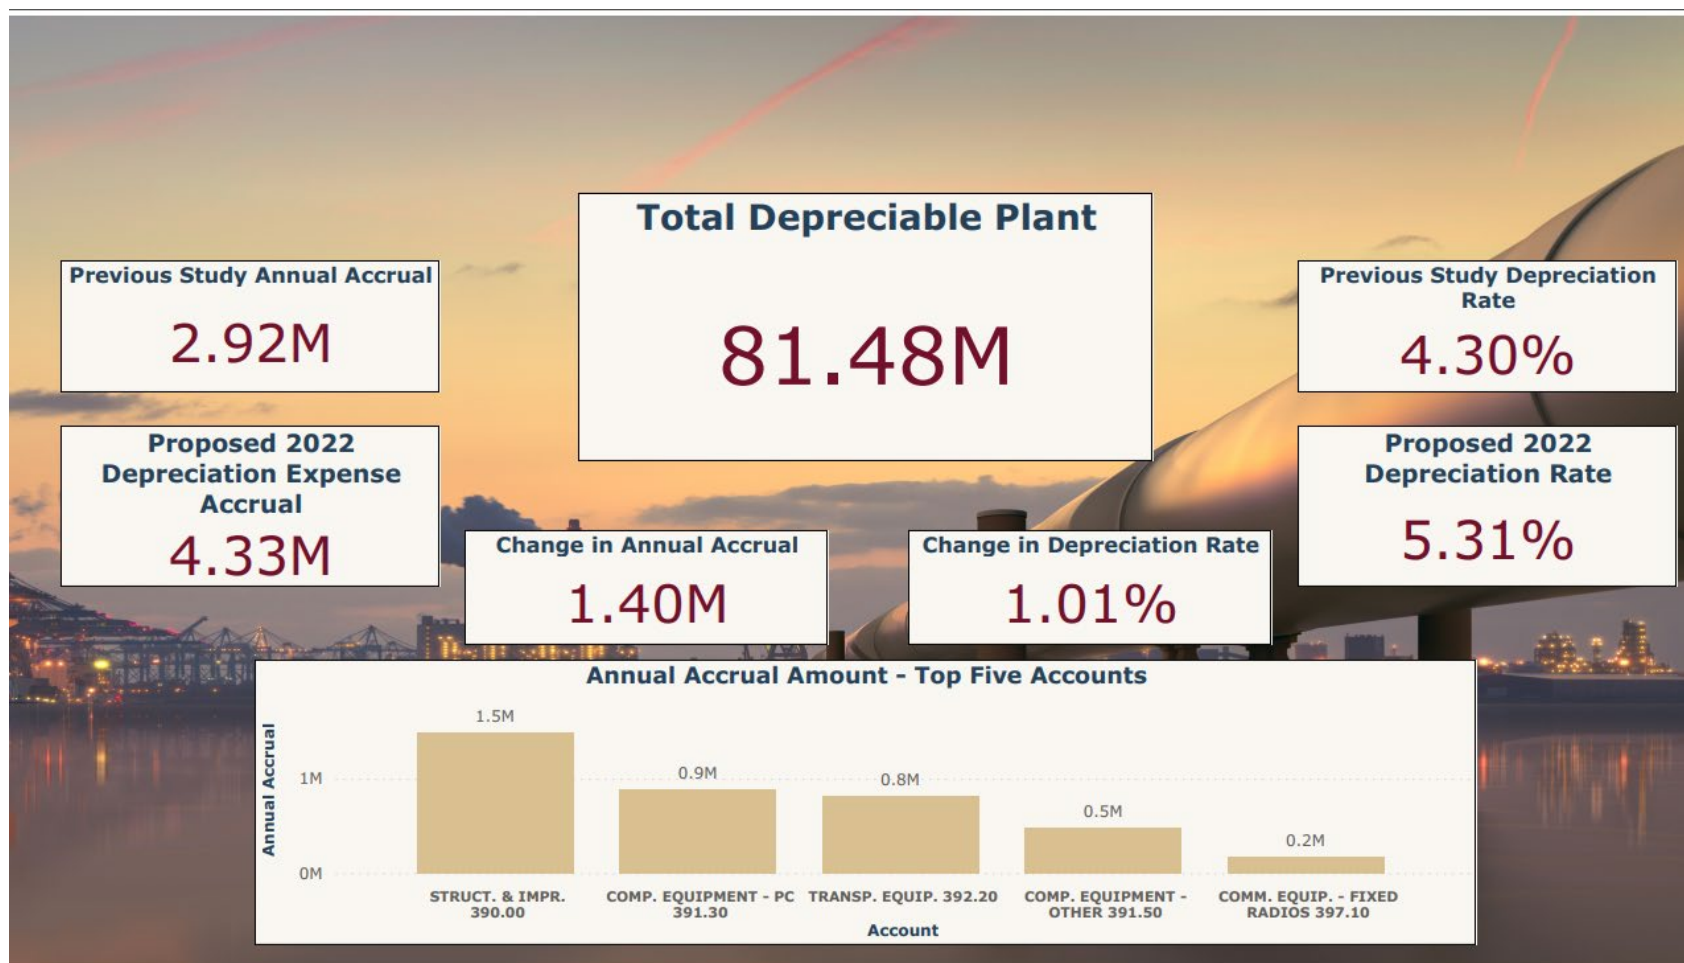 Total Depreciable Plant
81.48M
Previous Study Annual Accrual
2.92M
Previous Study Depreciation
Rate
4.30%
Proposed 2022
Depreciation Expense
Accrual
4.33M
Proposed 2022
Depreciation Rate
5.31%
Change in Annual Accrual
1.40M
Change in Depreciation Rate
1.01%
Annual Accrual Amount - Top Five Accounts
Annual Accrual
1M
0M
1.5M
0.9M
0.8M
0.5M
0.2M
STRUCT. & IMPR.
390.00
COMP. EQUIPMENT - PC
391.30
TRANSP. EQUIP. 392.20
COMP. EQUIPMENT -
OTHER 391.50
COMM. EQUIP. - FIXED
RADIOS 397.10
Account